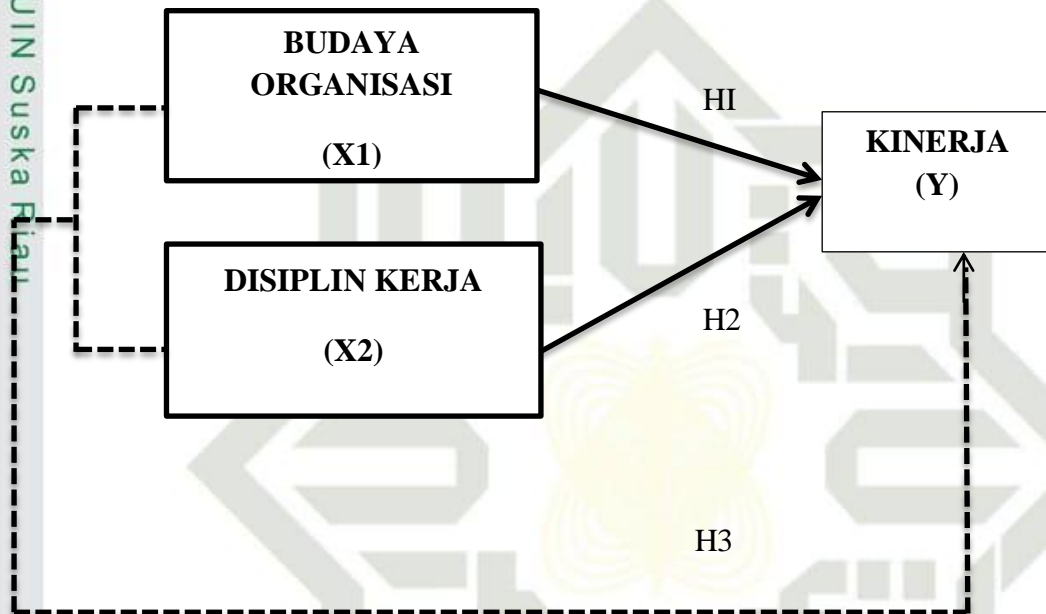 UIN Suska Riau
BUDAYA
ORGANISASI
(X1)
HI
KINERJA
(Y)
DISIPLIN KERJA
(X2)
H2
H3